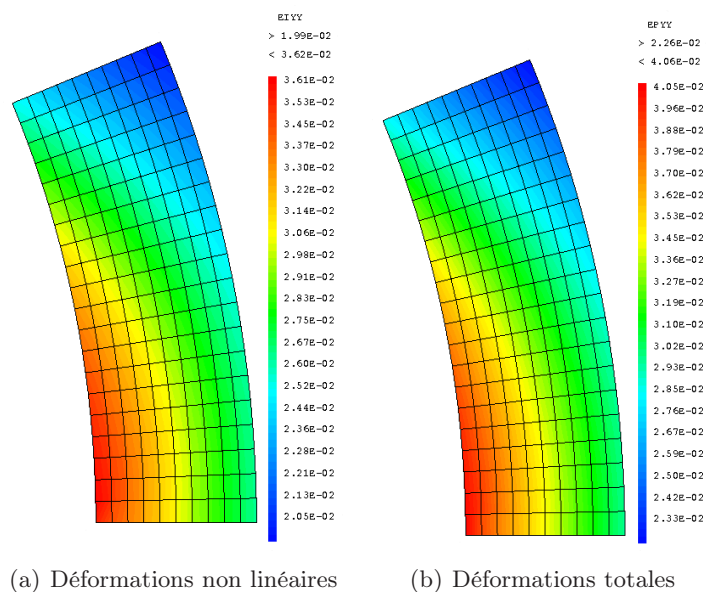 EIYY
> 1.99E-02
< 3.62E-02
3.61E-02
3.53E-02
3.45E-02
3.37E-02
3.30E-02
3.22E-02
3.14E-02
3.06E-02
2.98E-02
2.91E-02
2.83E-02
2.75E-02
2.67E-02
2.60E-02
2.52E-02
2.44E-02
2.36E-02
2.28E-02
2.21E-02
2.13E-02
2.05E-02
EPYY
> 2.26E-02
< 4.06E-02
4.05E-02
3.96E-02
3.88E-02
3.79E-02
3.70E-02
3.62E-02
3.53E-02
3.45E-02
3.36E-02
3.27E-02
3.19E-02
3.10E-02
3.02E-02
2.93E-02
2.85E-02
2.76E-02
2.67E-02
2.59E-02
2.50E-02
2.42E-02
2.33E-02
(a) Déformations non linéaires
(b) Déformations totales